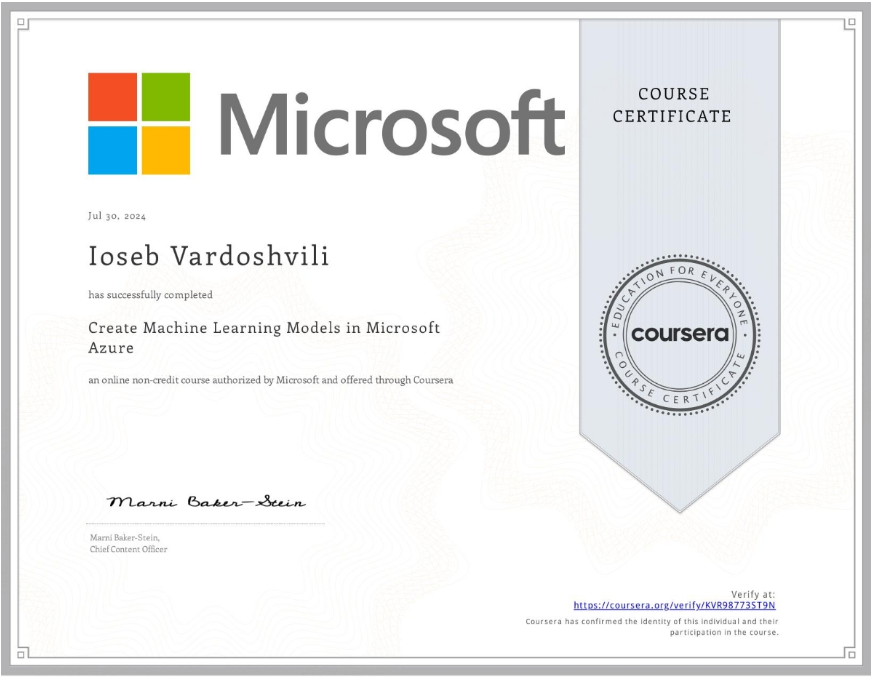 Microsoft
COURSE
CERTIFICATE
Jul 30, 2024
Ioseb Vardoshvili
has successfully completed
Create Machine Learning Models in Microsoft
Azure
an online non-credit course authorized by Microsoft and offered through Coursera
EDUCATION FOR EVERYONE
coursera
COURSE CERTIFICATE
Marni Baker-Stein
Marni Baker-Stein,
Chief Content Officer
Verify at:
https://coursera.org/verify/KVR98773ST9N
Coursera has confirmed the identity of this individual and their
participation in the course.